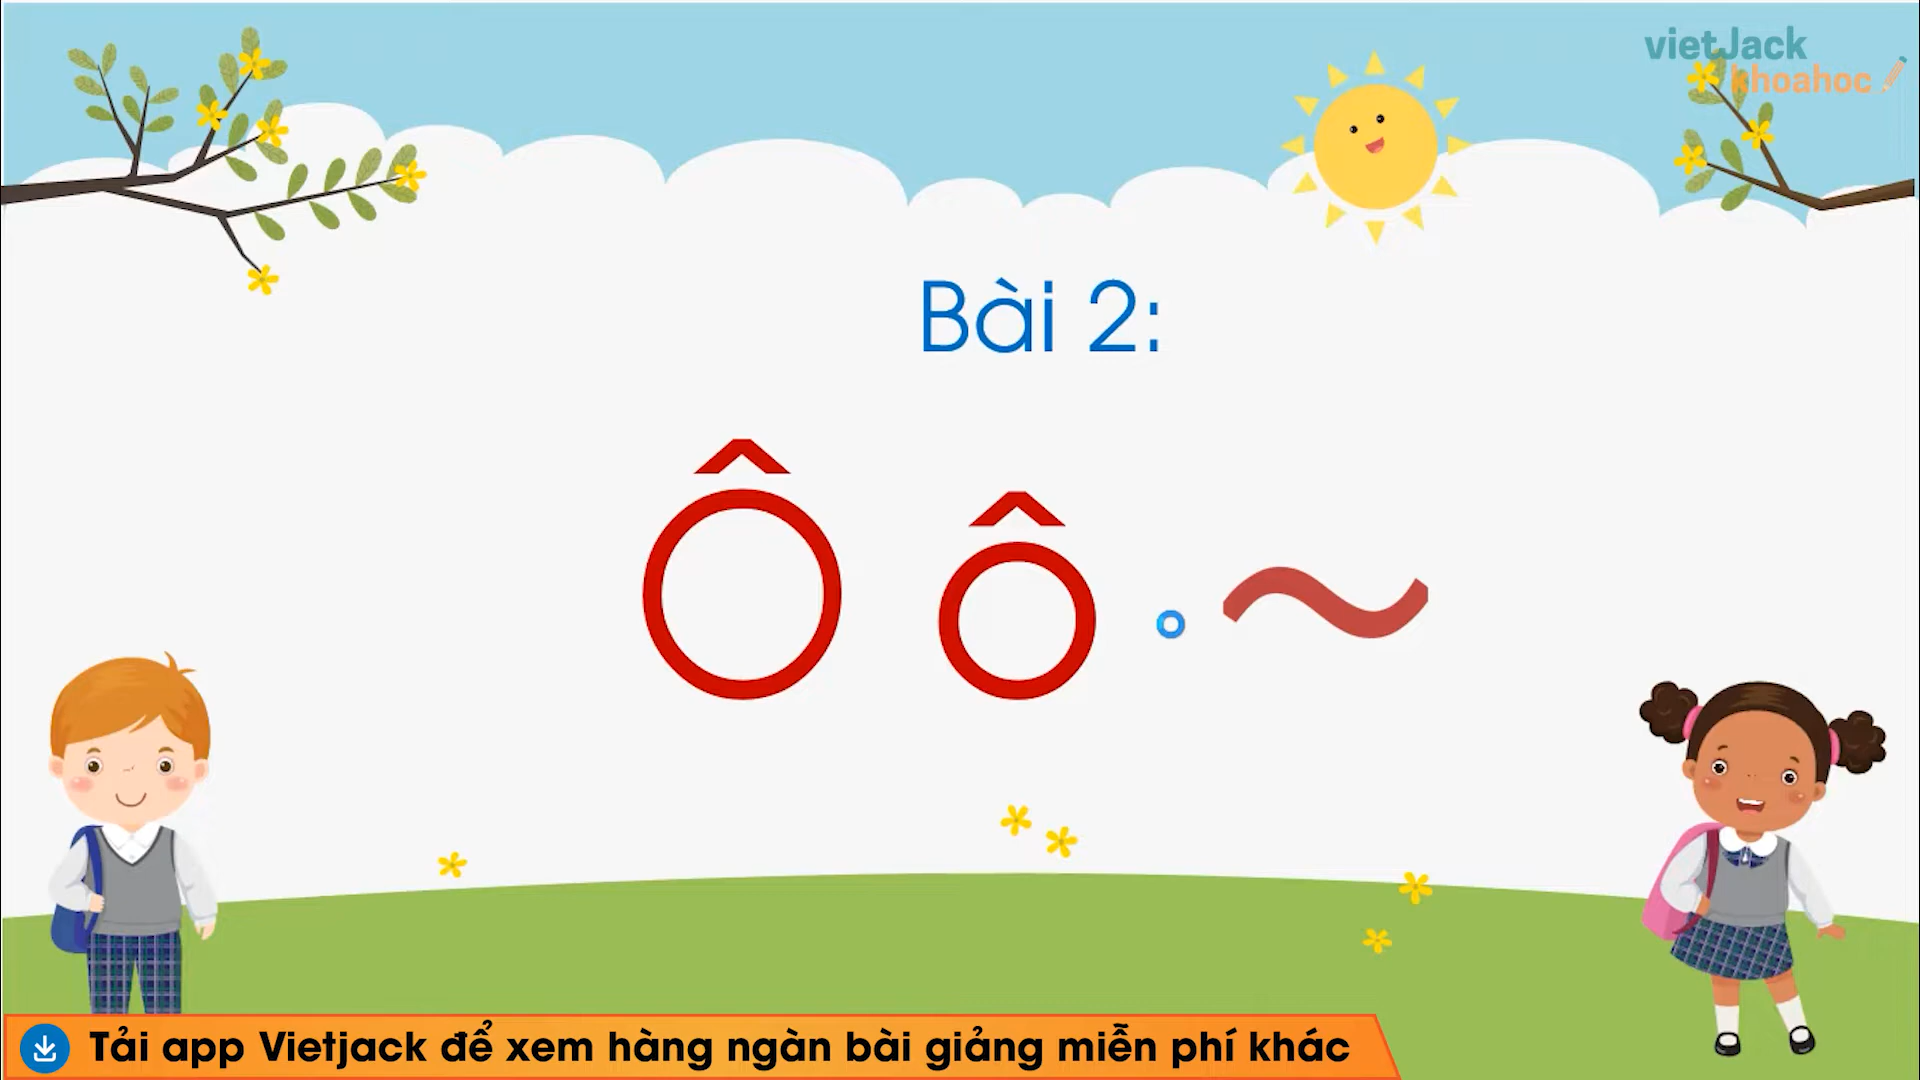 vietJack
khoahoc
Bài 2:
Ô ô ~
Tải app Vietjack để xem hàng ngàn bài giảng miễn phí khác